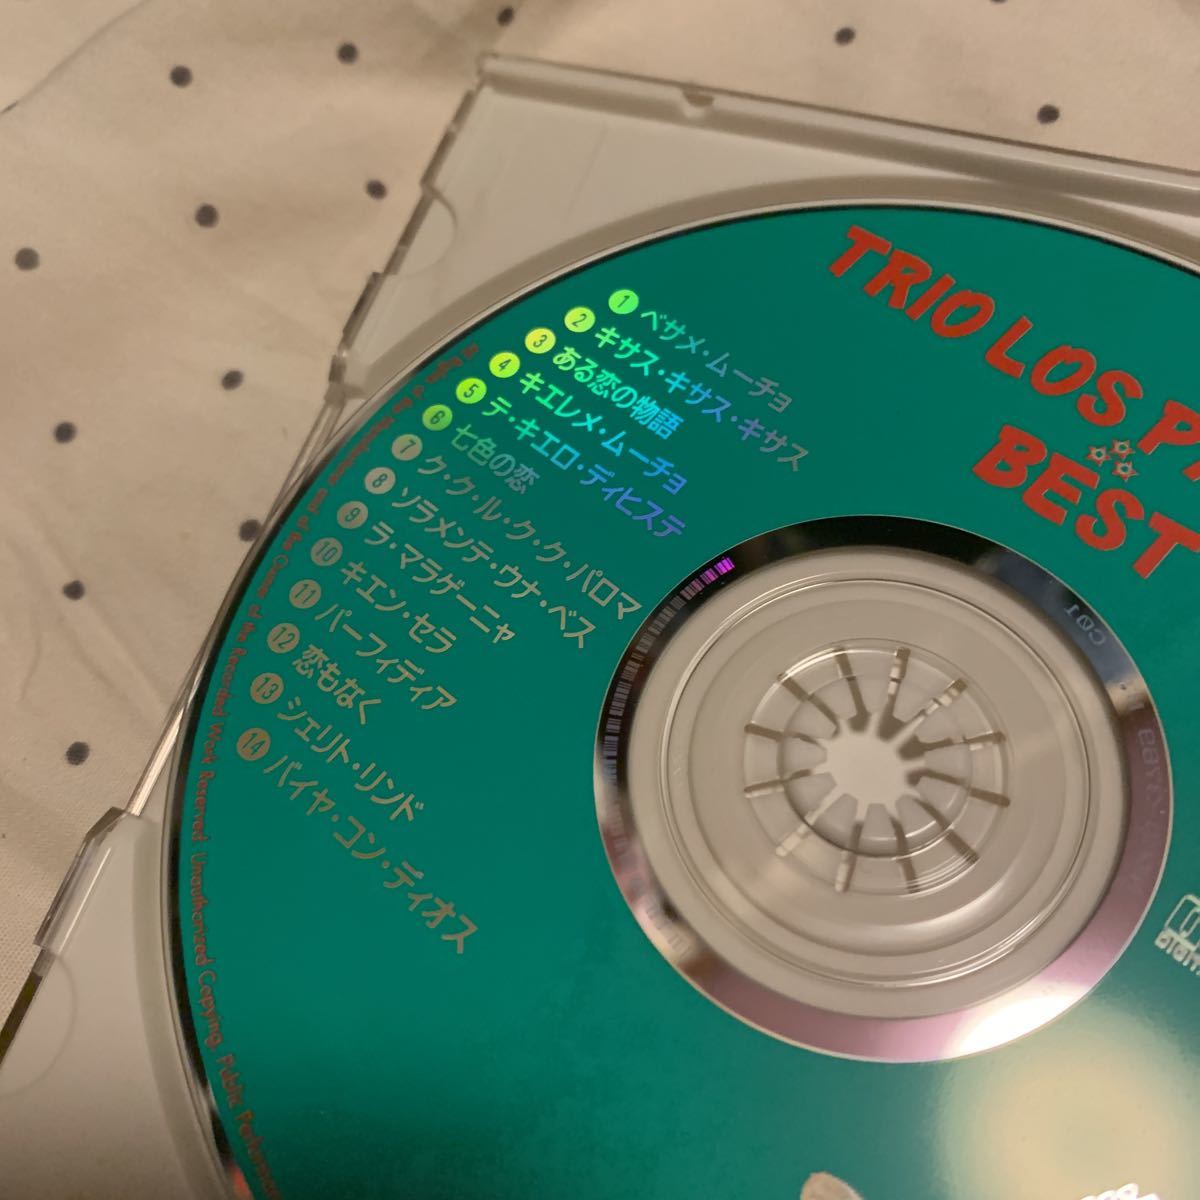 TRIO LOS
BEST
1 ベサメ・ムーチョ
2 キサス・キサス・キサス
3 ある恋の物語
4 キエレメ・ムーチョ
5 テ・キエロ・ディヒステ
6 七色の恋
7 ク・ク・ル・ク・ク・パロマ
8 ソラメンテ・ウナ・ベス
9 ラ・マラゲーニャ
10 キエン・セラ
11 パーフィディア
12 恋もなく
13 シェリト・リンド
14 バイヤ・コン・ディオス
of the Owner of the Recorded Work Reserved. Unauthorized Copying, Public